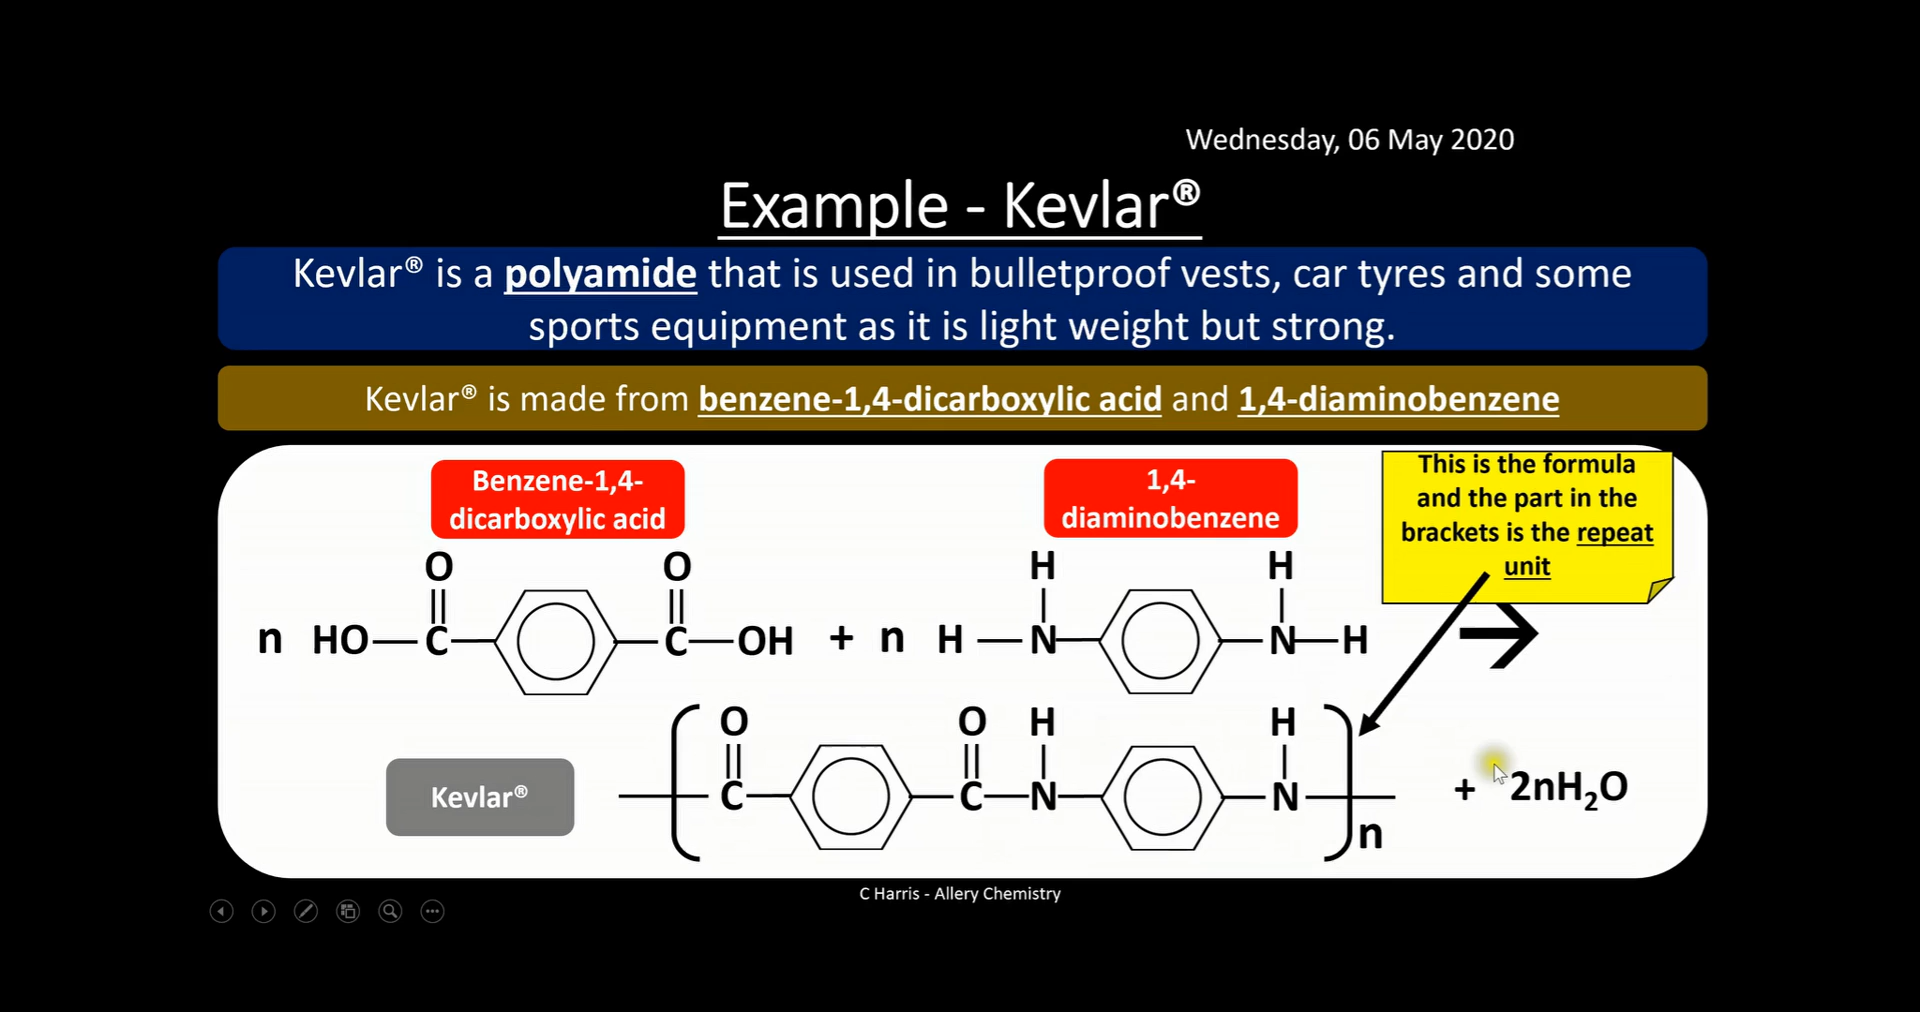 Wednesday, 06 May 2020
Example - Kevlar®
Kevlar® is a polyamide that is used in bulletproof vests, car tyres and some
sports equipment as it is light weight but strong.
Kevlar® is made from benzene-1,4-dicarboxylic acid and 1,4-diaminobenzene
Benzene-1,4-
dicarboxylic acid
1,4-
diaminobenzene
This is the formula
and the part in the
brackets is the repeat
unit
O O H H
n HO C C OH + n H N N H →
O O H H
Kevlar® C C N N n + 2nH₂O
C Harris - Allery Chemistry